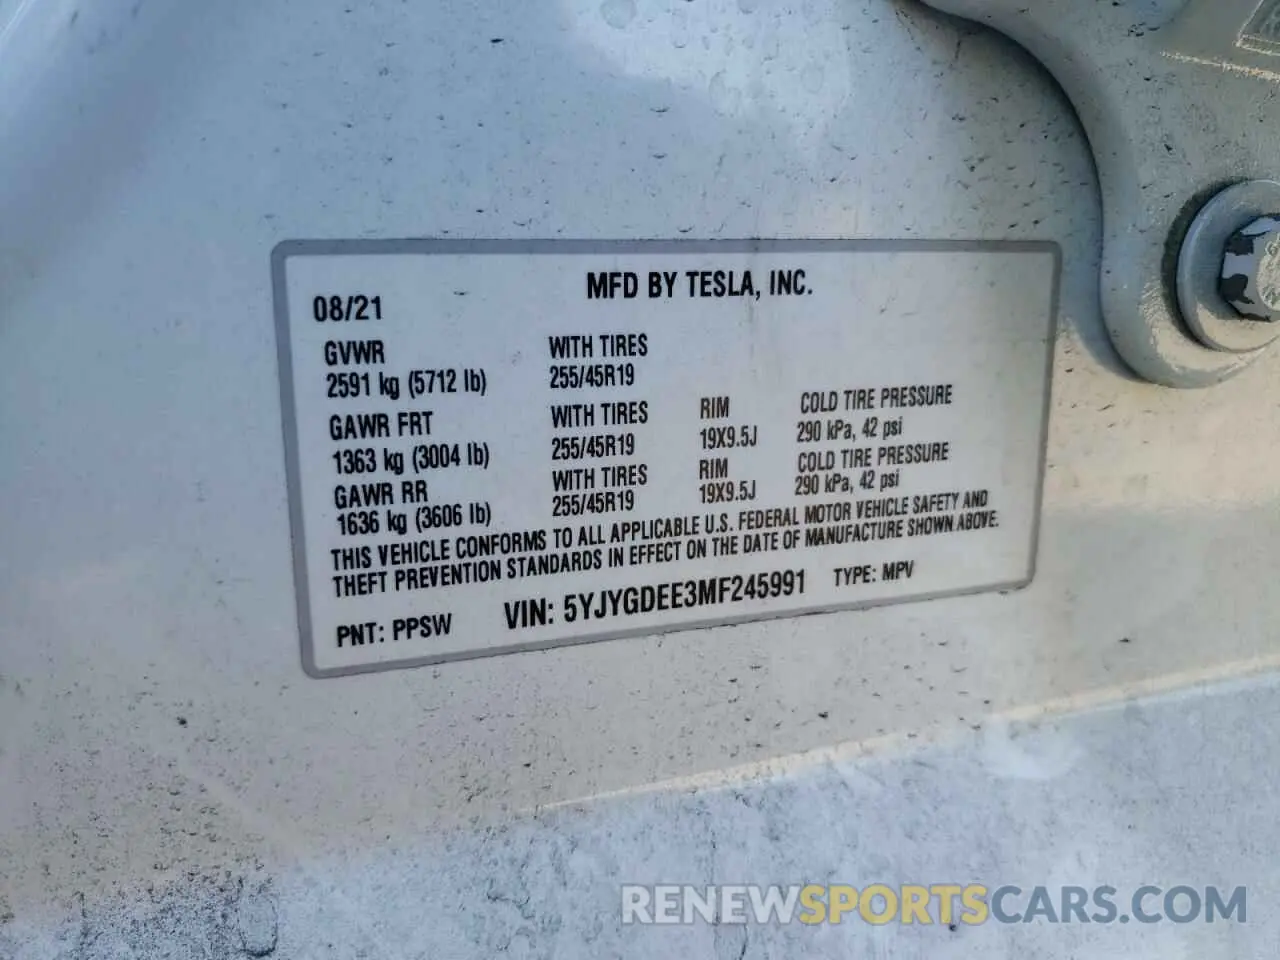 MFD BY TESLA, INC.
08/21
GVWR WITH TIRES
2591 kg (5712 lb) 255/45R19
GAWR FRT WITH TIRES RIM COLD TIRE PRESSURE
1363 kg (3004 lb) 255/45R19 19X9.5J 290 kPa, 42 psi
GAWR RR WITH TIRES RIM COLD TIRE PRESSURE
1636 kg (3606 lb) 255/45R19 19X9.5J 290 kPa, 42 psi
THIS VEHICLE CONFORMS TO ALL APPLICABLE U.S. FEDERAL MOTOR VEHICLE SAFETY AND
THEFT PREVENTION STANDARDS IN EFFECT ON THE DATE OF MANUFACTURE SHOWN ABOVE.
PNT: PPSW VIN: 5YJYGDEE3MF245991 TYPE: MPV
RENEWSPORTSCARS.COM